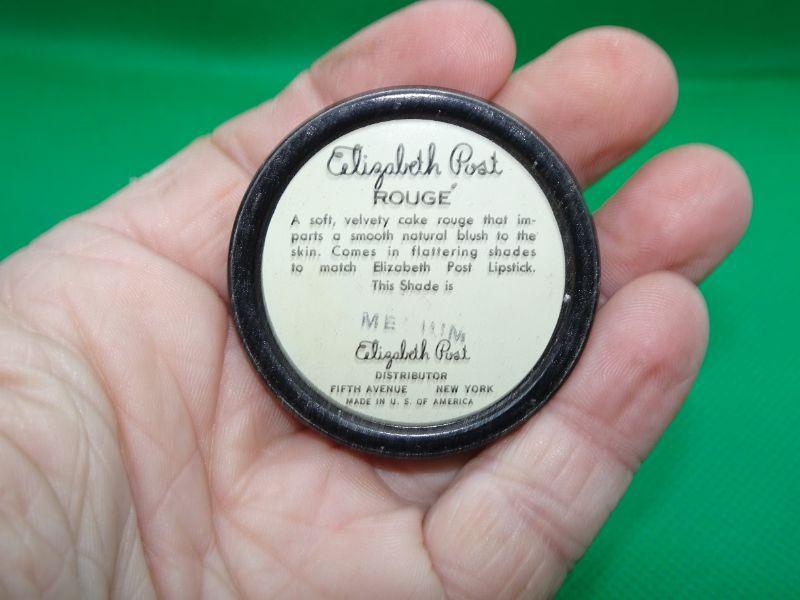 Elizabeth Post
ROUGE
A soft, velvety cake rouge that im-
parts a smooth natural blush to the
skin. Comes in flattering shades
to match Elizabeth Post Lipstick.
This Shade is
Elizabeth Post
DISTRIBUTOR
FIFTH AVENUE NEW YORK
MADE IN U. S. OF AMERICA